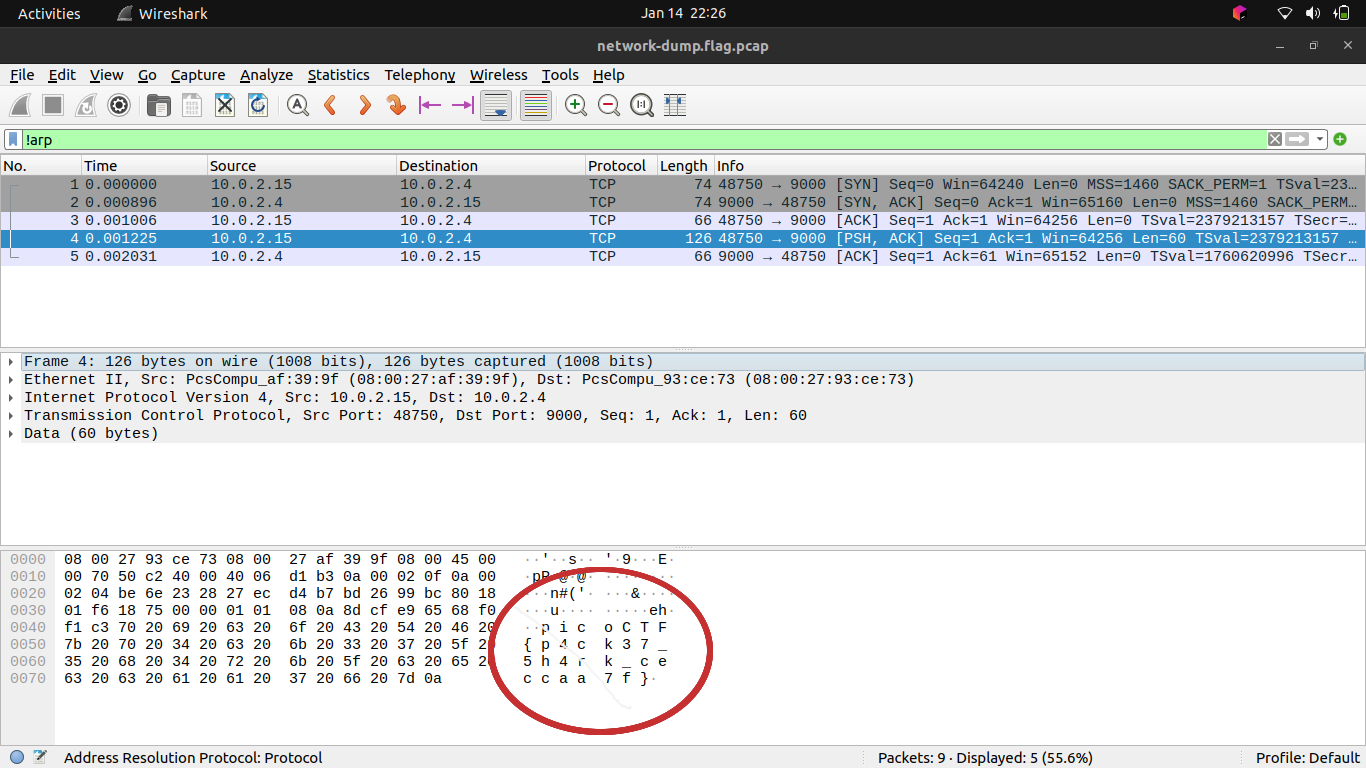 Activities Wireshark Jan 14 22:26
network-dump.flag.pcap
File Edit View Go Capture Analyze Statistics Telephony Wireless Tools Help
!arp
No. Time Source Destination Protocol Length Info
1 0.000000 10.0.2.15 10.0.2.4 TCP 74 48750 → 9000 [SYN] Seq=0 Win=64240 Len=0 MSS=1460 SACK_PERM=1 TSval=23…
2 0.000896 10.0.2.4 10.0.2.15 TCP 74 9000 → 48750 [SYN, ACK] Seq=0 Ack=1 Win=65160 Len=0 MSS=1460 SACK_PERM…
3 0.001006 10.0.2.15 10.0.2.4 TCP 66 48750 → 9000 [ACK] Seq=1 Ack=1 Win=64256 Len=0 TSval=2379213157 TSecr=…
4 0.001225 10.0.2.15 10.0.2.4 TCP 126 48750 → 9000 [PSH, ACK] Seq=1 Ack=1 Win=64256 Len=60 TSval=2379213157 …
5 0.002031 10.0.2.4 10.0.2.15 TCP 66 9000 → 48750 [ACK] Seq=1 Ack=61 Win=65152 Len=0 TSval=1760620996 TSecr…
Frame 4: 126 bytes on wire (1008 bits), 126 bytes captured (1008 bits)
Ethernet II, Src: PcsCompu_af:39:9f (08:00:27:af:39:9f), Dst: PcsCompu_93:ce:73 (08:00:27:93:ce:73)
Internet Protocol Version 4, Src: 10.0.2.15, Dst: 10.0.2.4
Transmission Control Protocol, Src Port: 48750, Dst Port: 9000, Seq: 1, Ack: 1, Len: 60
Data (60 bytes)
0000 08 00 27 93 ce 73 08 00 27 af 39 9f 08 00 45 00 ··'··s·· '·9···E·
0010 00 70 50 c2 40 00 40 06 d1 b3 0a 00 02 0f 0a 00 ·pP·@·@· ········
0020 02 04 be 6e 23 28 27 ec d4 b7 bd 26 99 bc 80 18 ···n#('· ···&····
0030 01 f6 18 75 00 00 01 01 08 0a 8d cf e9 65 68 f0 ···u···· ·····eh·
0040 f1 c3 70 20 69 20 63 20 6f 20 43 20 54 20 46 20 ··p i c o C T F
0050 7b 20 70 20 34 20 63 20 6b 20 33 20 37 20 5f 20 { p 4 c k 3 7 _
0060 35 20 68 20 34 20 72 20 6b 20 5f 20 63 20 65 20 5 h 4 r k _ c e
0070 63 20 63 20 61 20 61 20 37 20 66 20 7d 0a c c a a 7 f }·
Address Resolution Protocol: Protocol Packets: 9 · Displayed: 5 (55.6%) Profile: Default